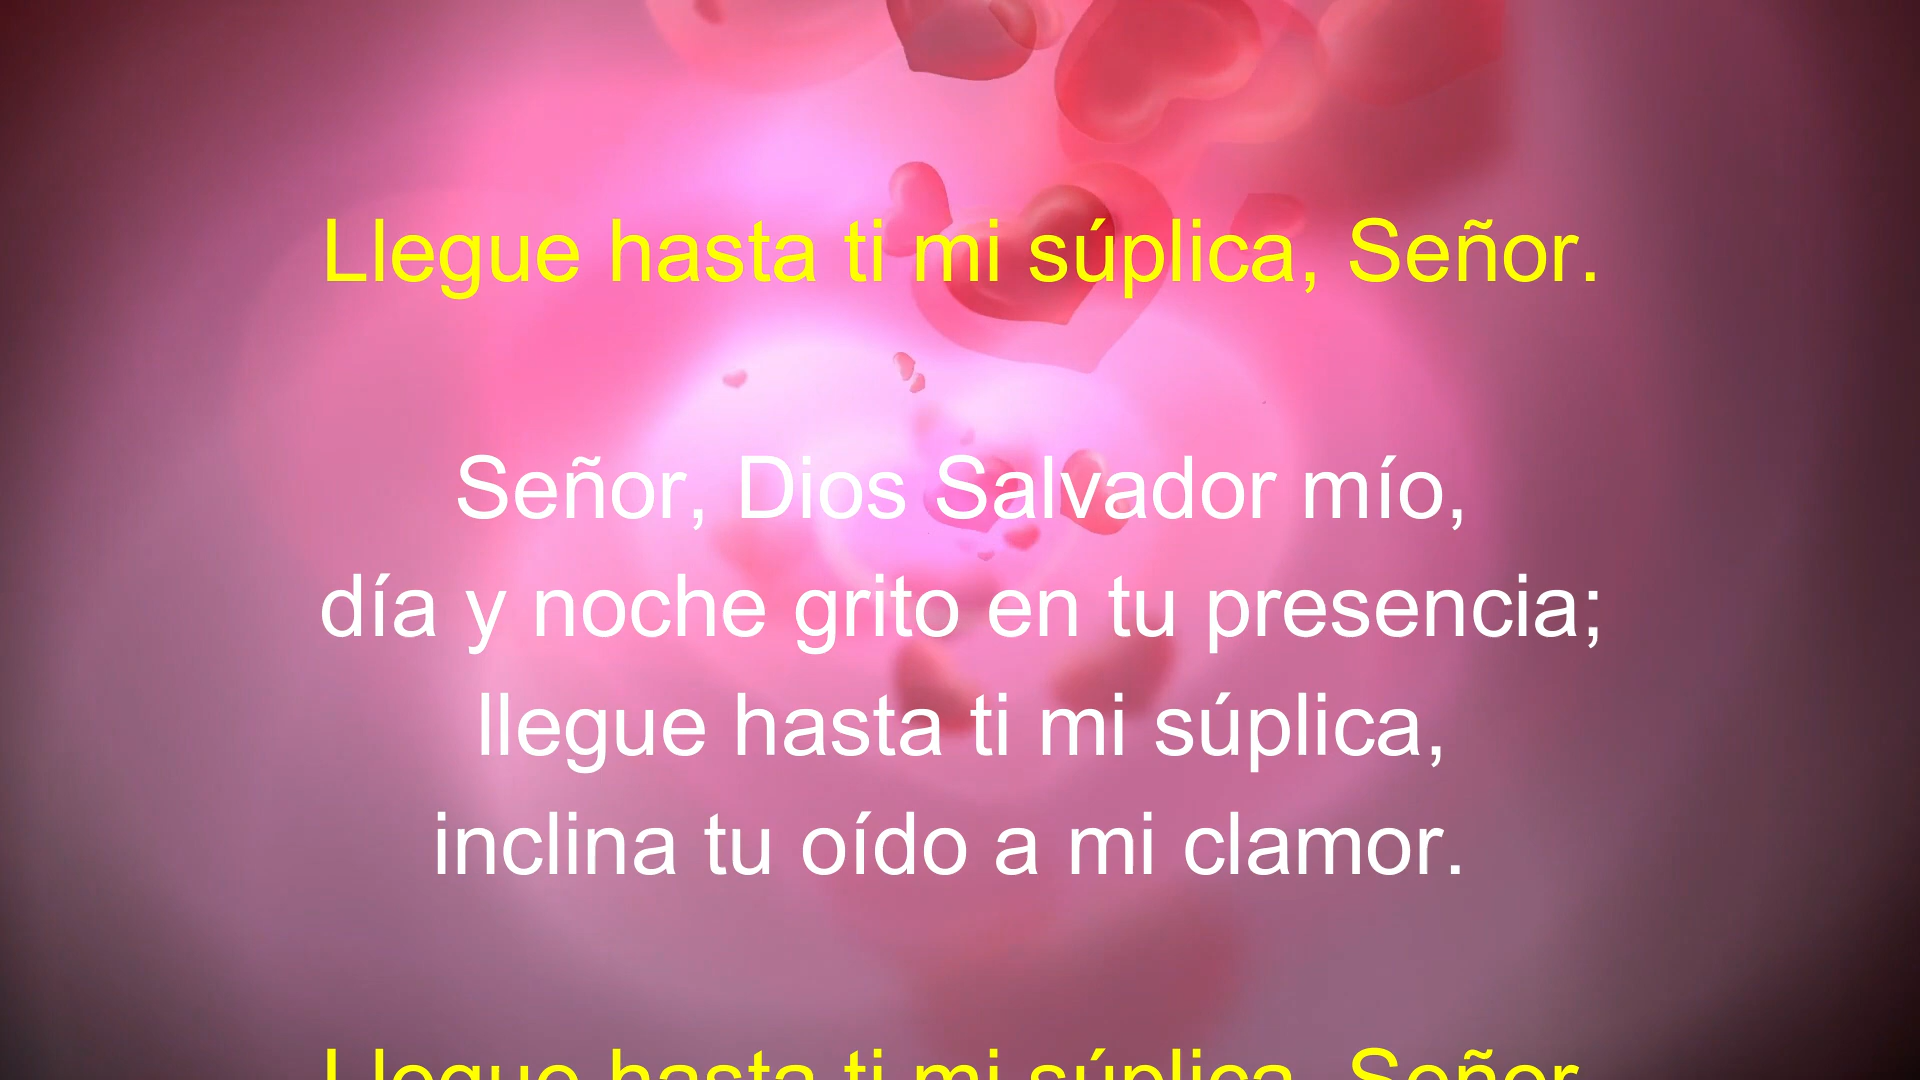 Llegue hasta ti mi súplica, Señor.
Señor, Dios Salvador mío,
día y noche grito en tu presencia;
llegue hasta ti mi súplica,
inclina tu oído a mi clamor.
Llegue hasta ti mi súplica, Señor.